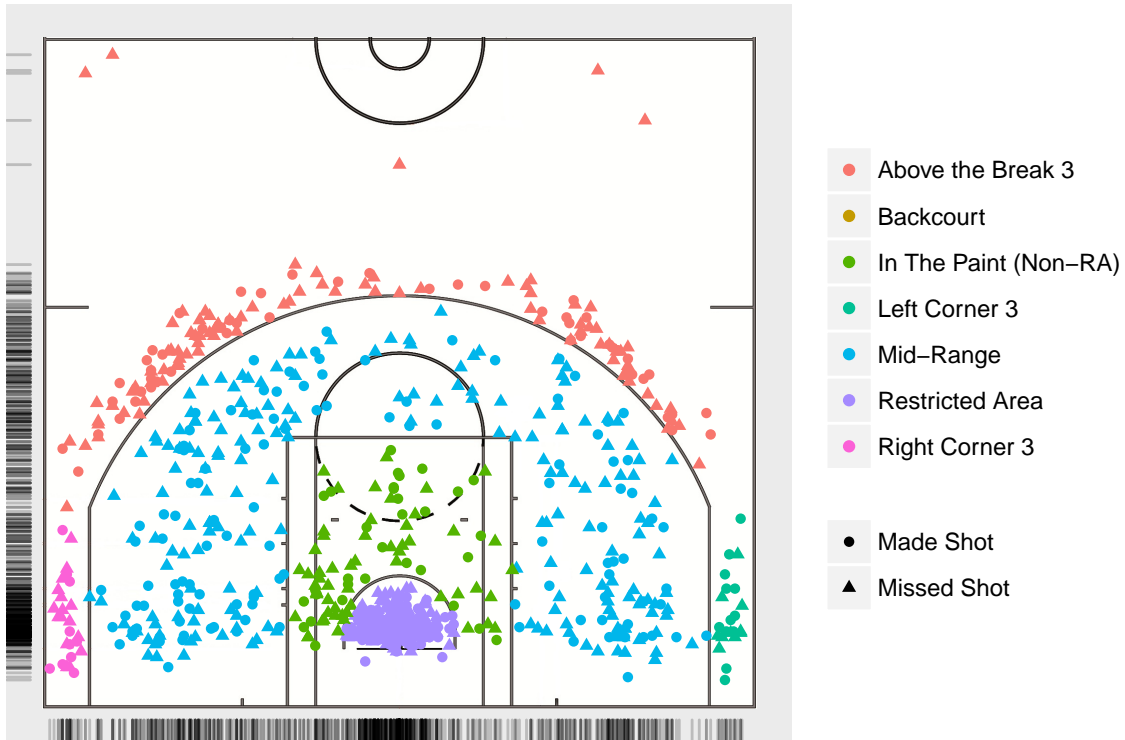 Above the Break 3
Backcourt
In The Paint (Non−RA)
Left Corner 3
Mid−Range
Restricted Area
Right Corner 3
Made Shot
Missed Shot